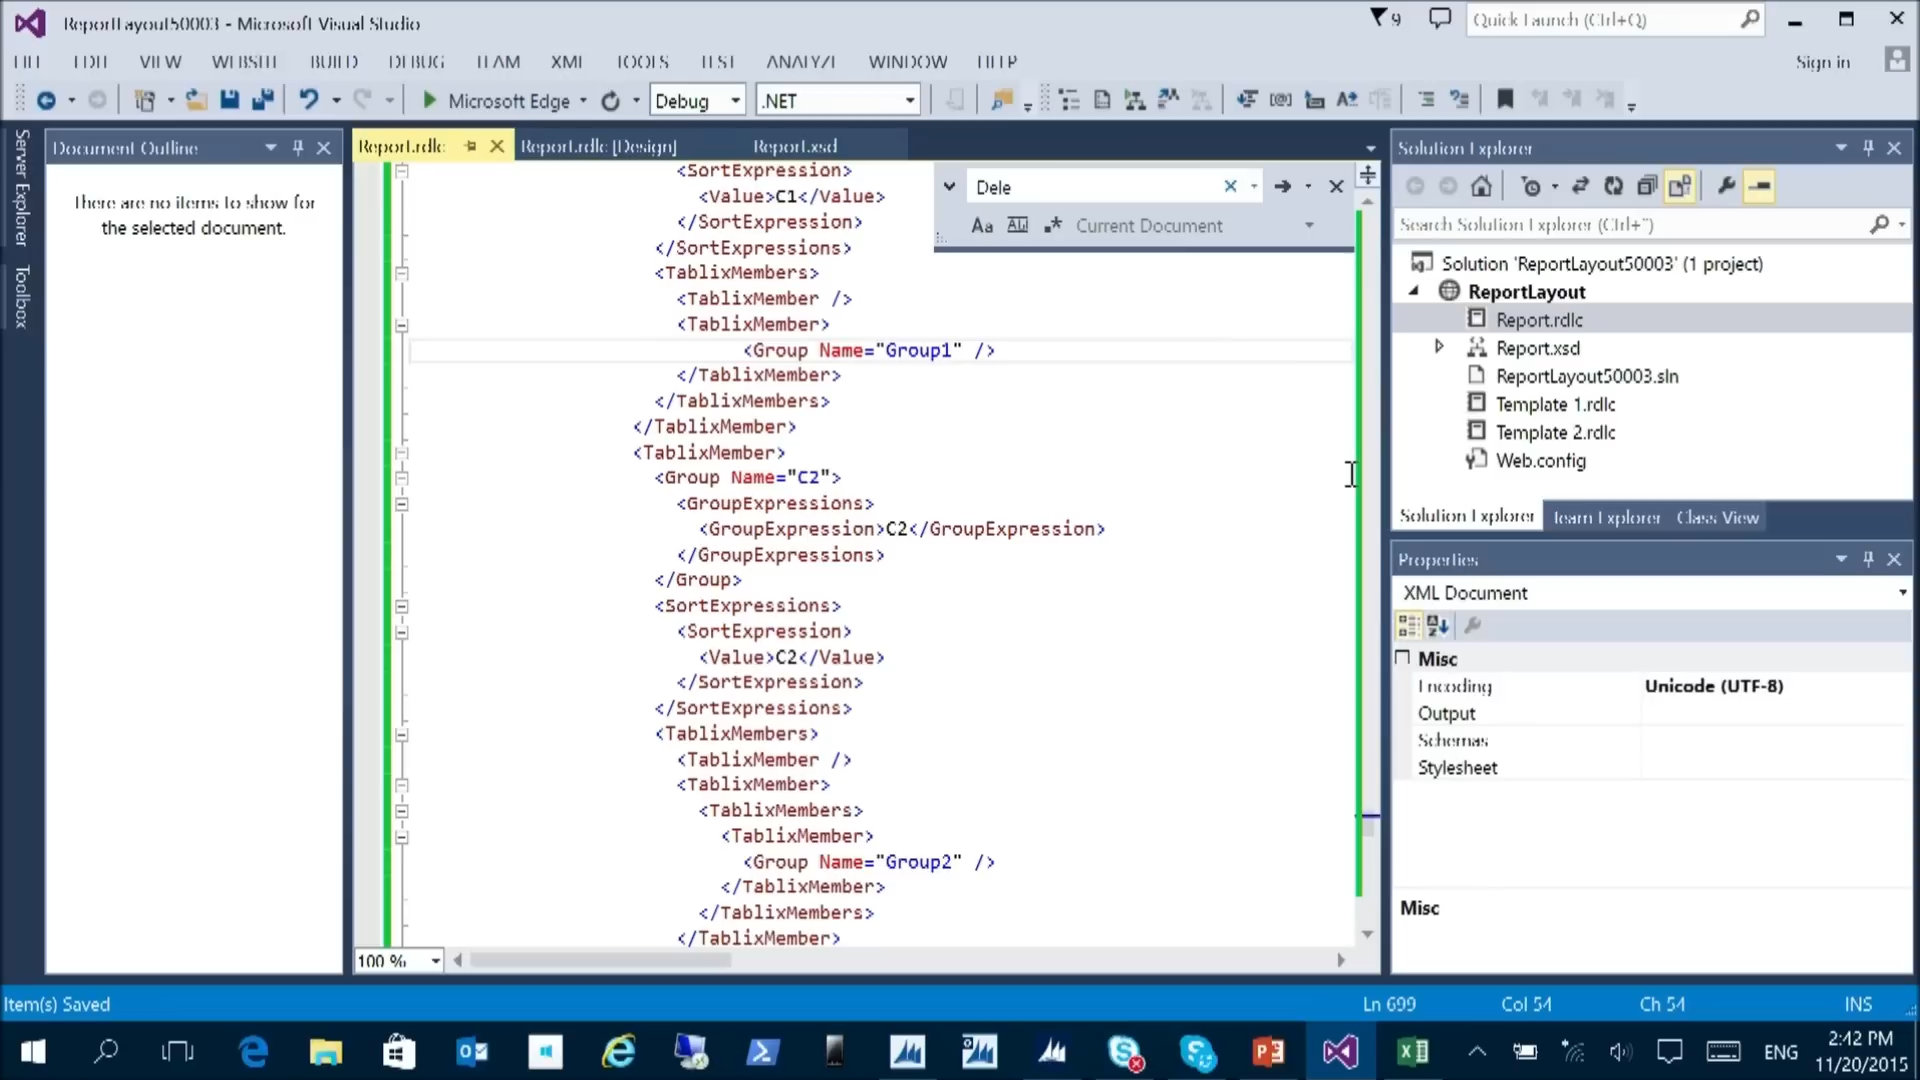 ReportLayout50003 - Microsoft Visual Studio
9
Quick Launch (Ctrl+Q)
FILE EDIT VIEW WEBSITE BUILD DEBUG TEAM XML TOOLS TEST ANALYZE WINDOW HELP
Sign in
Microsoft Edge
Debug
.NET
Server Explorer
Toolbox
Document Outline
There are no items to show for
the selected document.
Report.rdlc
Report.rdlc [Design]
Report.xsd
Dele
Aa
Current Document
<SortExpression>
<Value>C1</Value>
</SortExpression>
</SortExpressions>
<TablixMembers>
<TablixMember />
<TablixMember>
<Group Name="Group1" />
</TablixMember>
</TablixMembers>
</TablixMember>
<TablixMember>
<Group Name="C2">
<GroupExpressions>
<GroupExpression>C2</GroupExpression>
</GroupExpressions>
</Group>
<SortExpressions>
<SortExpression>
<Value>C2</Value>
</SortExpression>
</SortExpressions>
<TablixMembers>
<TablixMember />
<TablixMember>
<TablixMembers>
<TablixMember>
<Group Name="Group2" />
</TablixMember>
</TablixMembers>
</TablixMember>
100 %
Solution Explorer
Search Solution Explorer (Ctrl+")
Solution 'ReportLayout50003' (1 project)
ReportLayout
Report.rdlc
Report.xsd
ReportLayout50003.sln
Template 1.rdlc
Template 2.rdlc
Web.config
Solution Explorer
Team Explorer
Class View
Properties
XML Document
Misc
Encoding
Unicode (UTF-8)
Output
Schemas
Stylesheet
Misc
Item(s) Saved
Ln 699
Col 54
Ch 54
INS
ENG
2:42 PM
11/20/2015